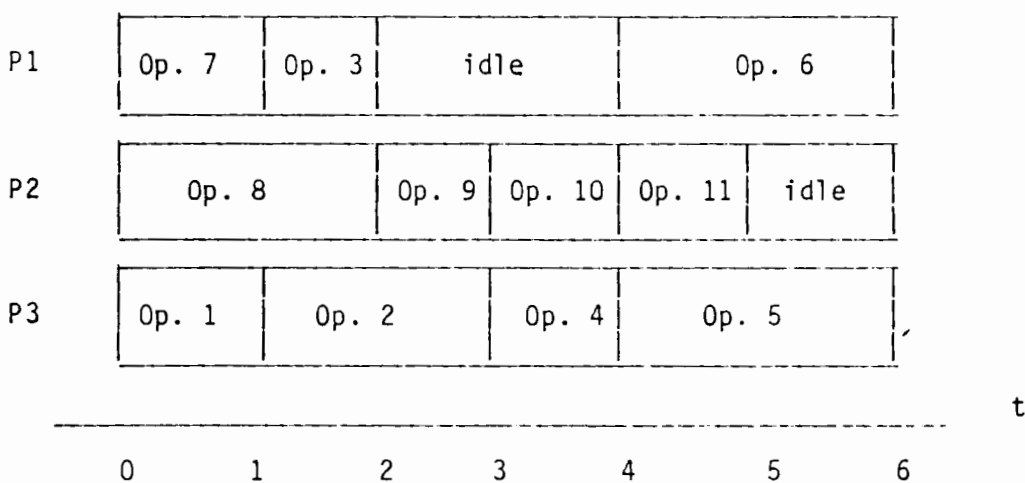 P1 Op. 7 Op. 3 idle Op. 6
P2 Op. 8 Op. 9 Op. 10 Op. 11 idle
P3 Op. 1 Op. 2 Op. 4 Op. 5
t
0 1 2 3 4 5 6